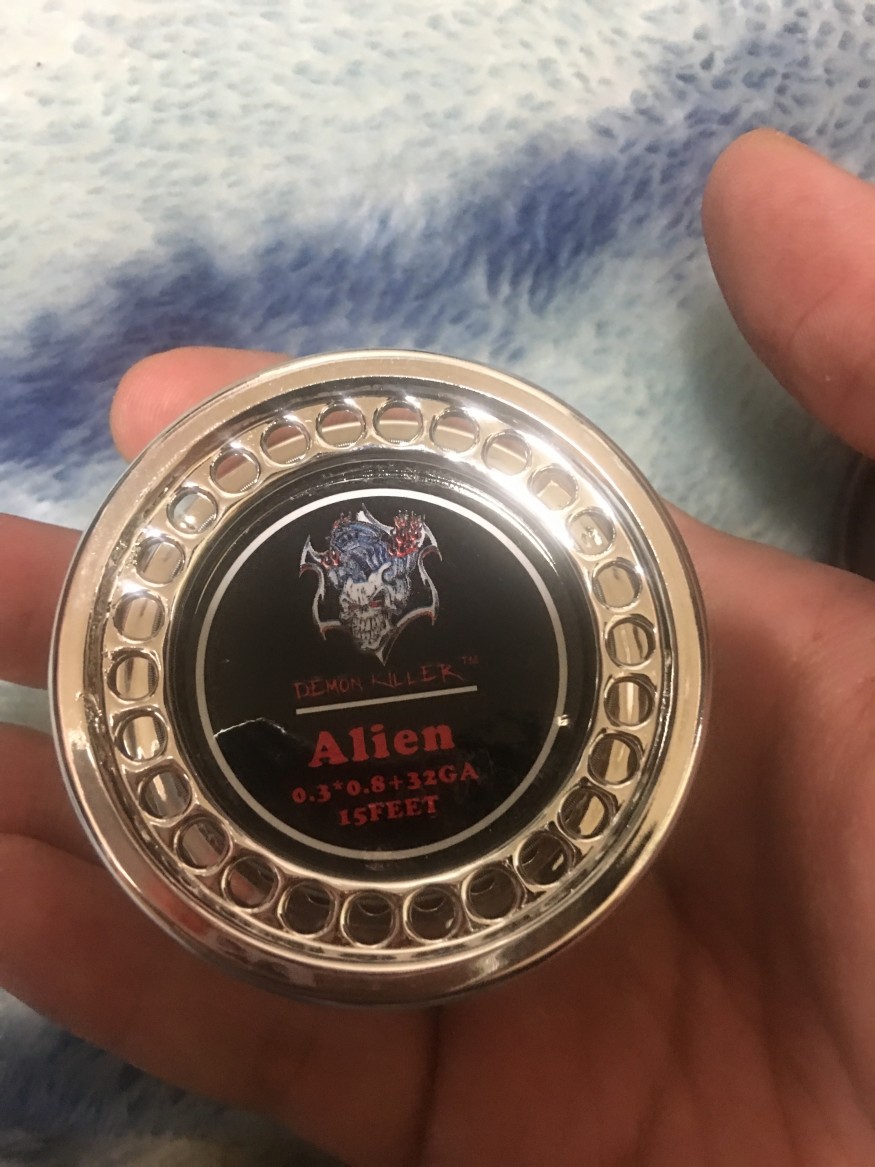 DEMON KILLER™
Alien
0.3*0.8+32GA
15FEET